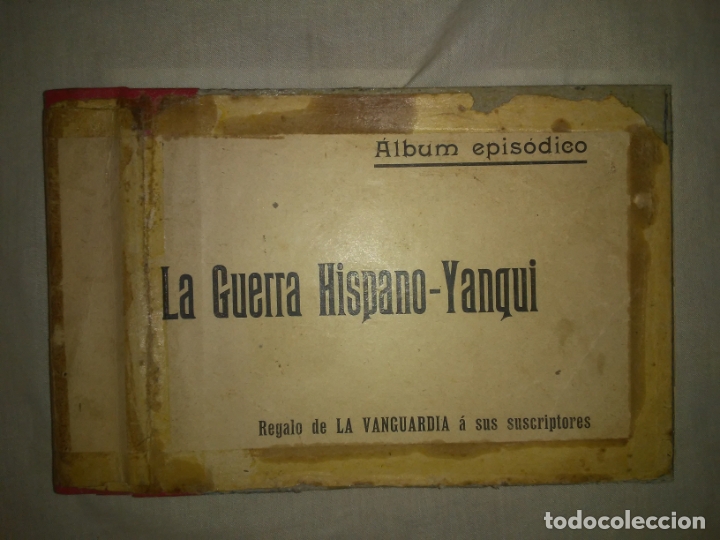 Álbum episódico
La Guerra Hispano-Yanqui
Regalo de LA VANGUARDIA á sus suscriptores
todocoleccion